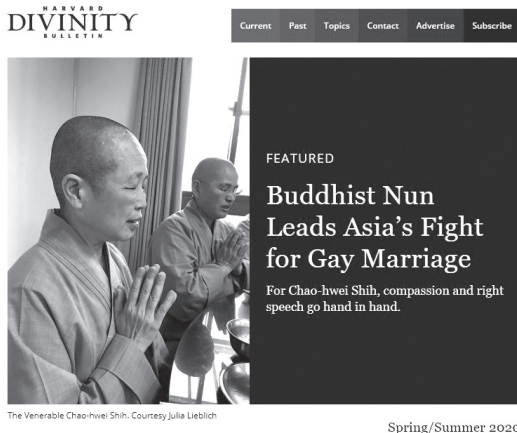 HARVARD
DIVINITY
BULLETIN
Current Past Topics Contact Advertise Subscribe
FEATURED
Buddhist Nun
Leads Asia’s Fight
for Gay Marriage
For Chao-hwei Shih, compassion and right
speech go hand in hand.
The Venerable Chao-hwei Shih. Courtesy Julia Lieblich
Spring/Summer 2020